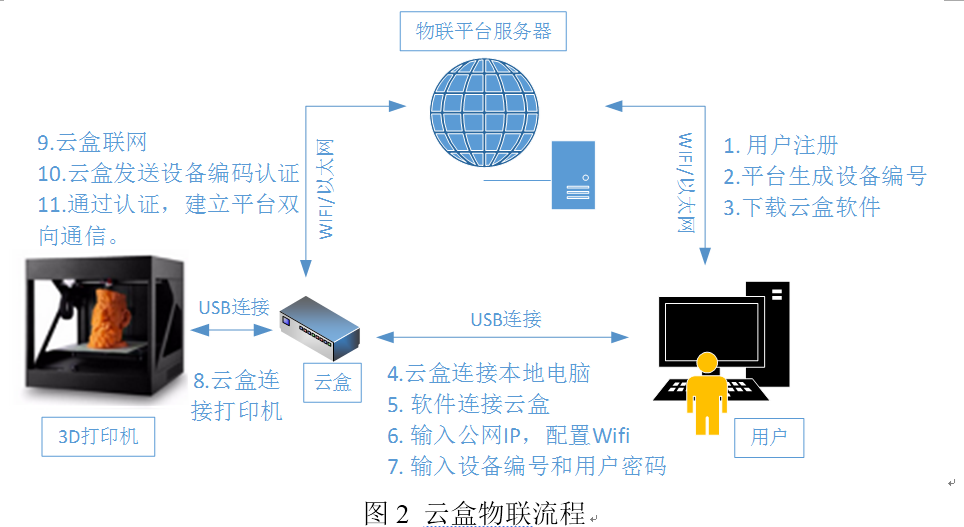 物联平台服务器
9.云盒联网
10.云盒发送设备编码认证
11.通过认证，建立平台双
向通信。
WIFI/以太网
WIFI/以太网
1. 用户注册
2.平台生成设备编号
3.下载云盒软件
USB连接
USB连接
8.云盒连
接打印机
云盒
4.云盒连接本地电脑
5. 软件连接云盒
6. 输入公网IP，配置Wifi
7. 输入设备编号和用户密码
3D打印机
用户
图 2 云盒物联流程